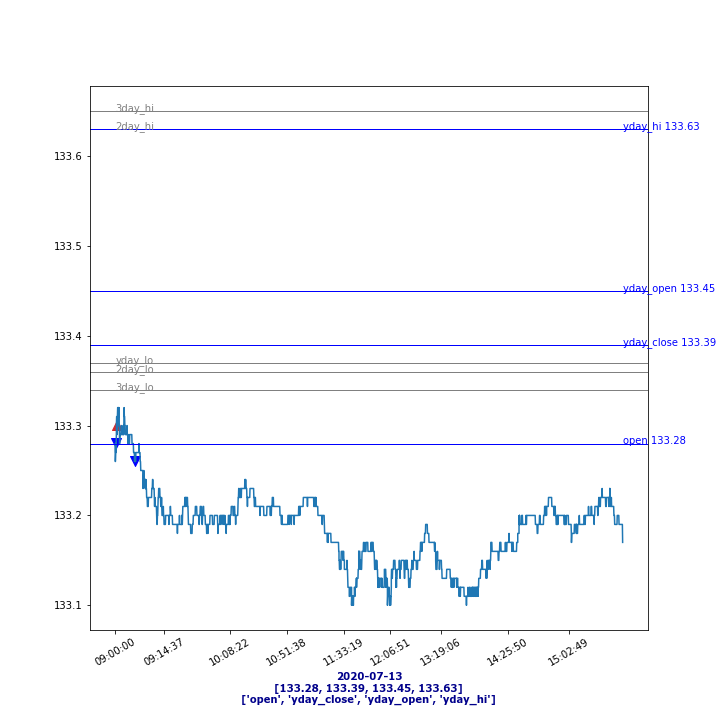 3day_hi
2day_hi
yday_hi 133.63
133.6
133.5
yday_open 133.45
133.4
yday_close 133.39
yday_lo
2day_lo
3day_lo
133.3
open 133.28
133.2
133.1
09:00:00
09:14:37
10:08:22
10:51:38
11:33:19
12:06:51
13:19:06
14:25:50
15:02:49
2020-07-13
[133.28, 133.39, 133.45, 133.63]
['open', 'yday_close', 'yday_open', 'yday_hi']